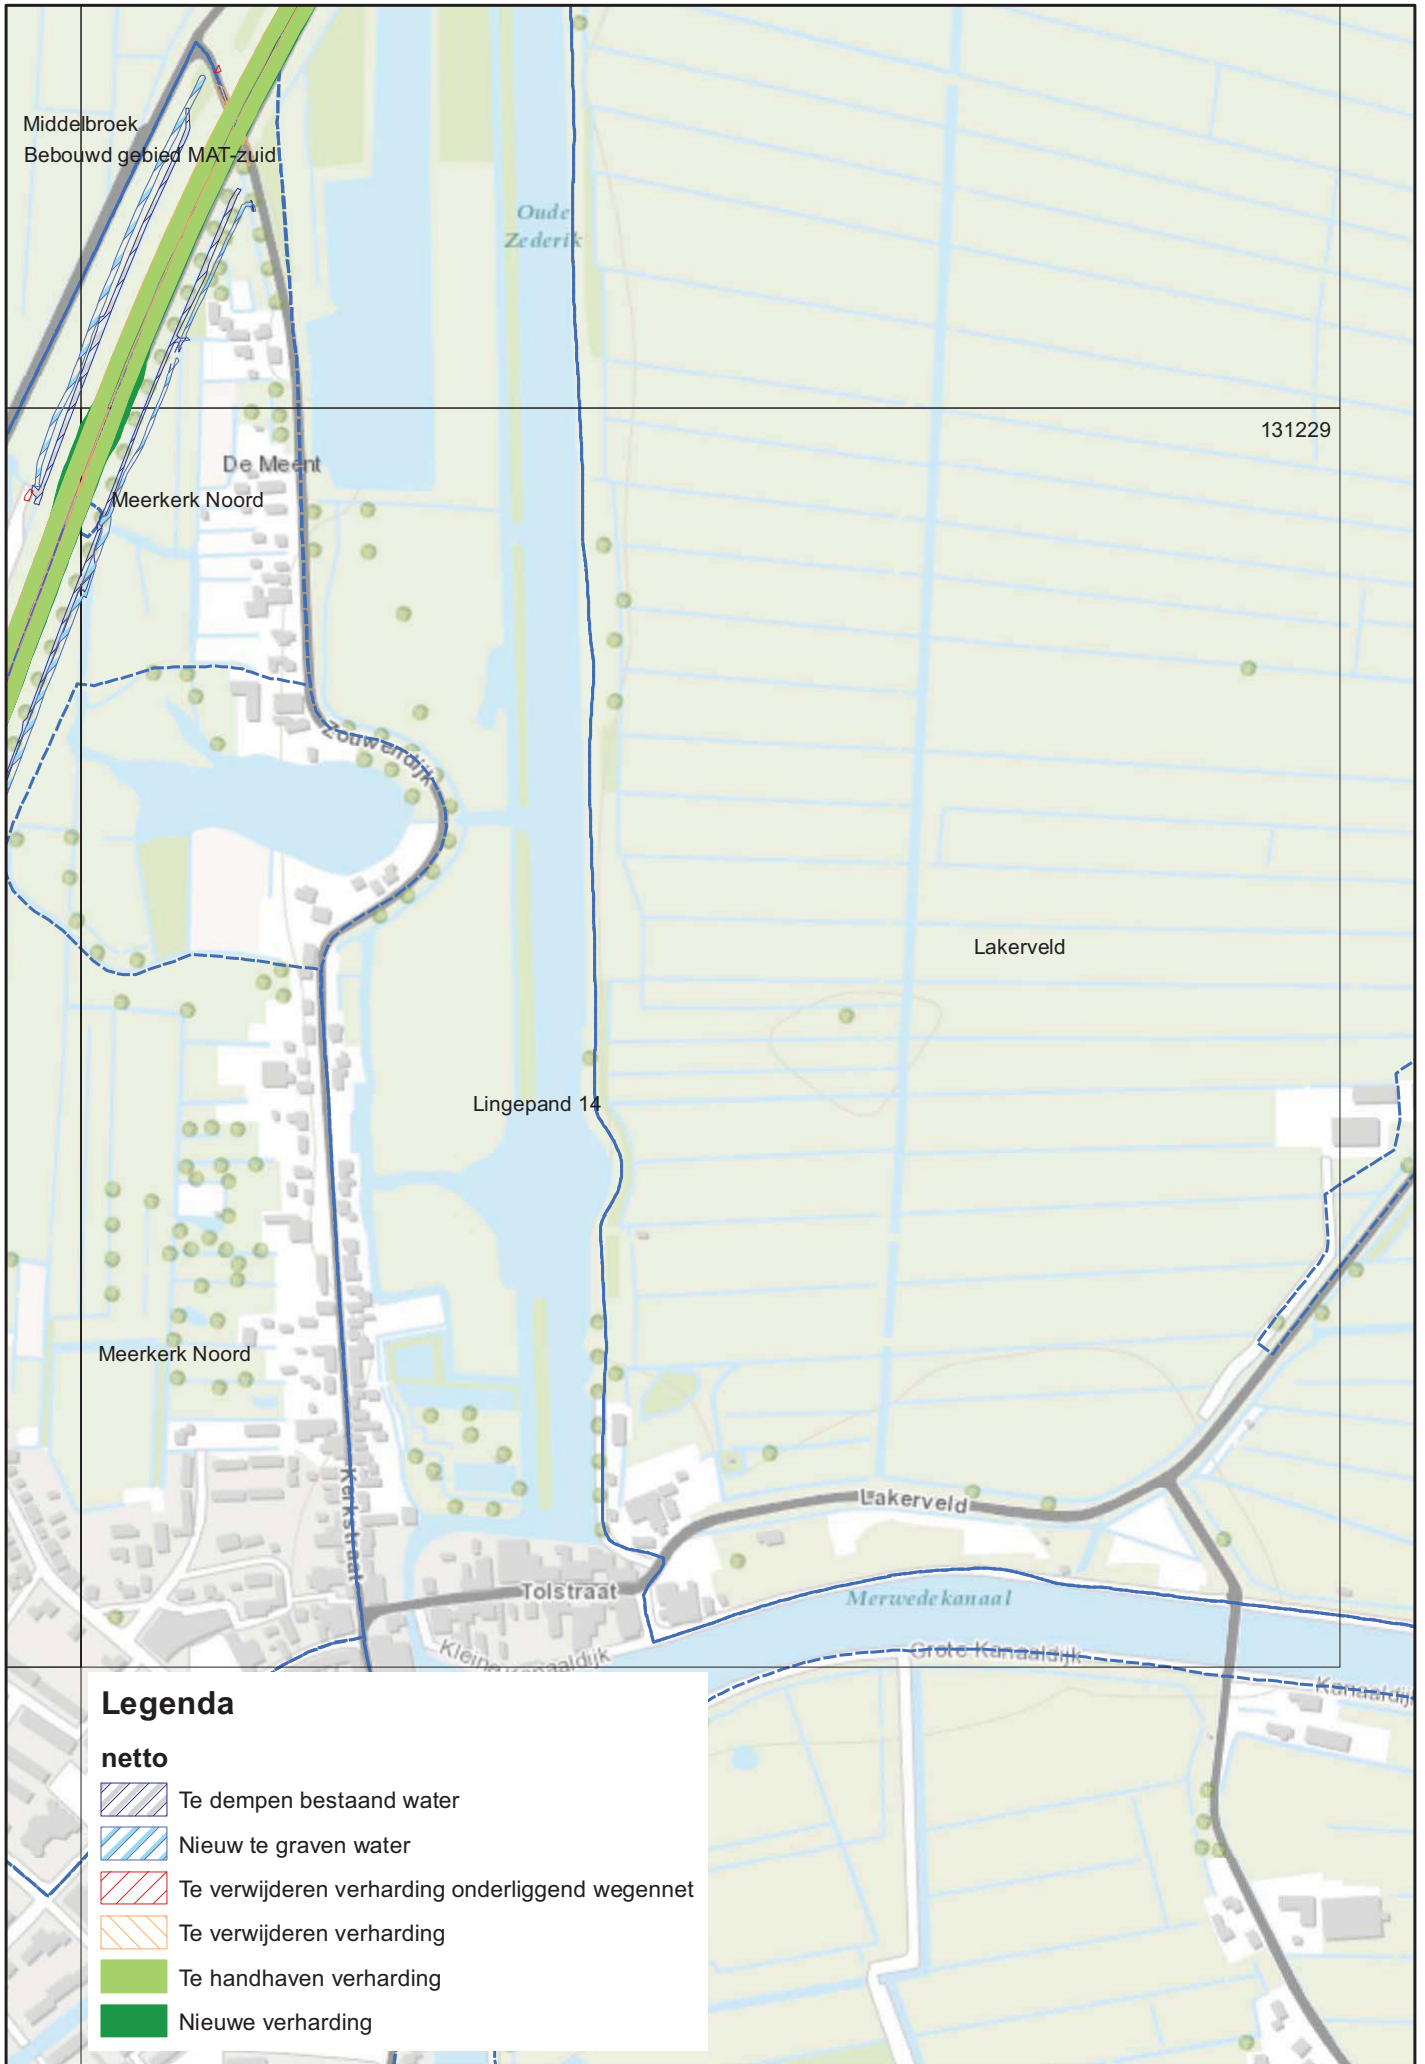 Middelbroek
Bebouwd gebied MAT-zuid
Oude
Zederik
131229
De Meent
Meerkerk Noord
Zouwendijk
Lakerveld
Lingepand 14
Meerkerk Noord
Kerkstraat
Lakerveld
Tolstraat
Merwedekanaal
Kleine Kanaaldijk
Grote Kanaaldijk
Kanaaldijk
Legenda
netto
Te dempen bestaand water
Nieuw te graven water
Te verwijderen verharding onderliggend wegennet
Te verwijderen verharding
Te handhaven verharding
Nieuwe verharding